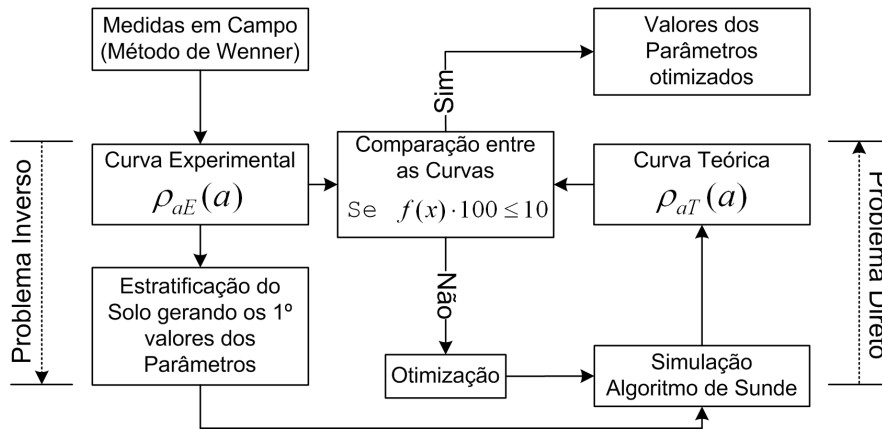 Medidas em Campo
(Método de Wenner)
Valores dos
Parâmetros
otimizados
Sim
Problema Inverso
Curva Experimental
ρaE(a)
Comparação entre
as Curvas
Se f(x)·100≤10
Curva Teórica
ρaT(a)
Problema Direto
Não
Estratificação do
Solo gerando os 1º
valores dos
Parâmetros
Otimização
Simulação
Algoritmo de Sunde